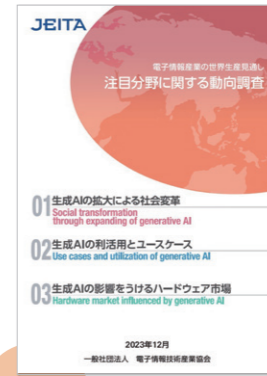 JEITA
電子情報産業の世界生産見通し
注目分野に関する動向調査
01 生成AIの拡大による社会変革
Social transformation
through expanding of generative AI
02 生成AIの利活用とユースケース
Use cases and utilization of generative AI
03 生成AIの影響をうけるハードウェア市場
Hardware market influenced by generative AI
2023年12月
一般社団法人 電子情報技術産業協会